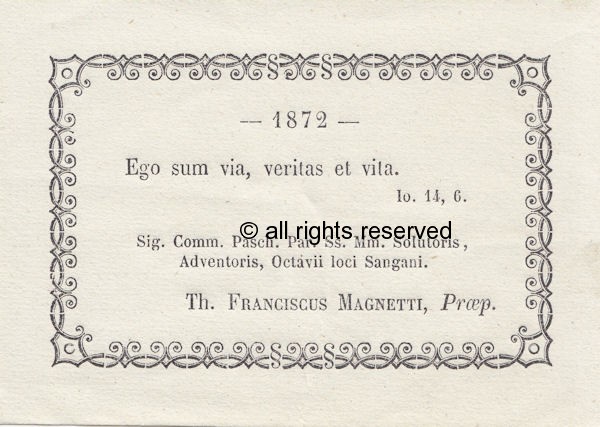 — 1872 —
Ego sum via, veritas et vita.
Io. 14, 6.
© all rights reserved
Sig. Comm. Pasch. Par. Ss. Mm. Solutoris,
Adventoris, Octavii loci Sangani.
Th. FRANCISCUS MAGNETTI, Præp.